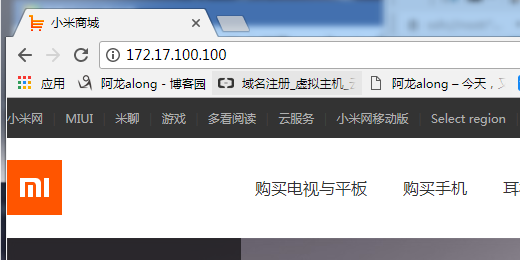 小米商城
172.17.100.100
应用 阿龙along - 博客园 域名注册_虚拟主机_云 阿龙along – 今天，又
小米网 MIUI 米聊 游戏 多看阅读 云服务 小米网移动版 Select region
mi 购买电视与平板 购买手机 耳